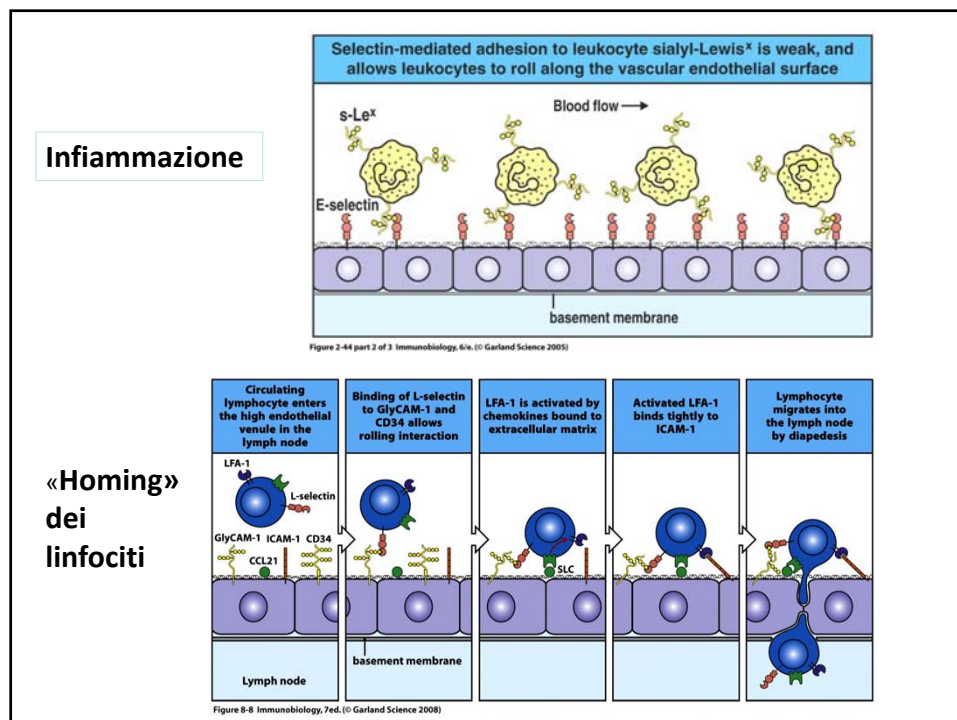 Infiammazione
Selectin-mediated adhesion to leukocyte sialyl-Lewisˣ is weak, and
allows leukocytes to roll along the vascular endothelial surface
s-Leˣ
Blood flow
E-selectin
basement membrane
Figure 2-44 part 2 of 3 Immunobiology, 6/e. (© Garland Science 2005)
«Homing»
dei
linfociti
Circulating
lymphocyte enters
the high endothelial
venule in the
lymph node
LFA-1
L-selectin
GlyCAM-1 ICAM-1 CD34
CCL21
Lymph node
Binding of L-selectin
to GlyCAM-1 and
CD34 allows
rolling interaction
basement membrane
LFA-1 is activated by
chemokines bound to
extracellular matrix
SLC
Activated LFA-1
binds tightly to
ICAM-1
Lymphocyte
migrates into
the lymph node
by diapedesis
Figure 8-8 Immunobiology, 7ed. (© Garland Science 2008)